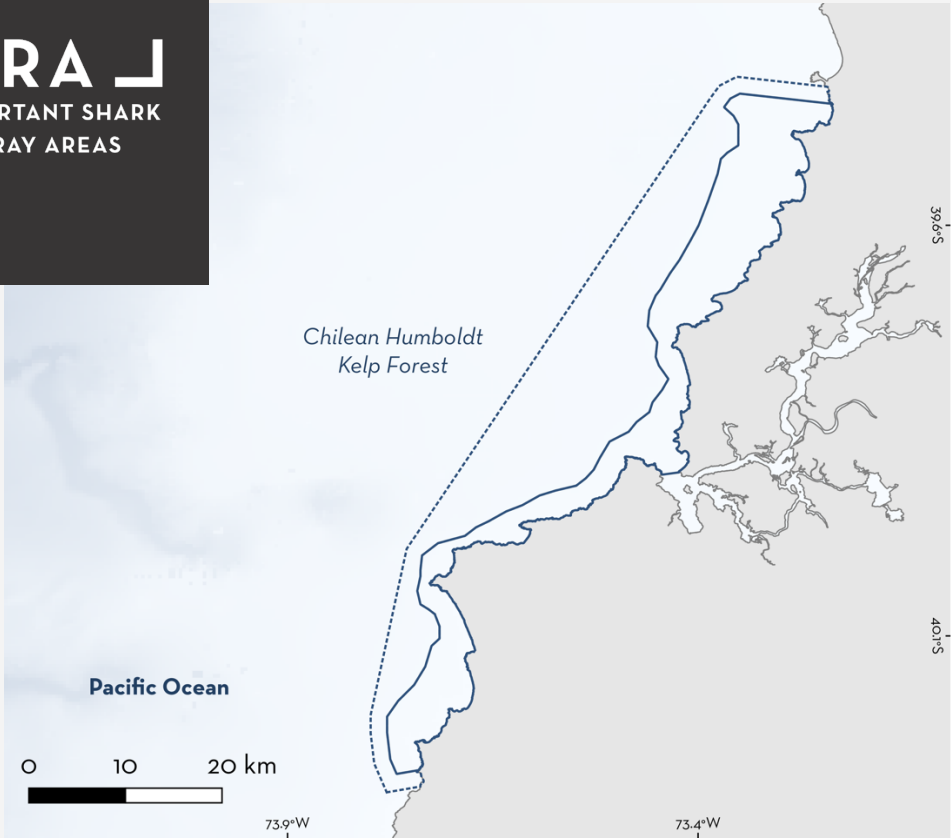 RA
RTANT SHARK
RAY AREAS
39.6°S
Chilean Humboldt
Kelp Forest
40.1°S
Pacific Ocean
0 10 20 km
73.9°W 73.4°W